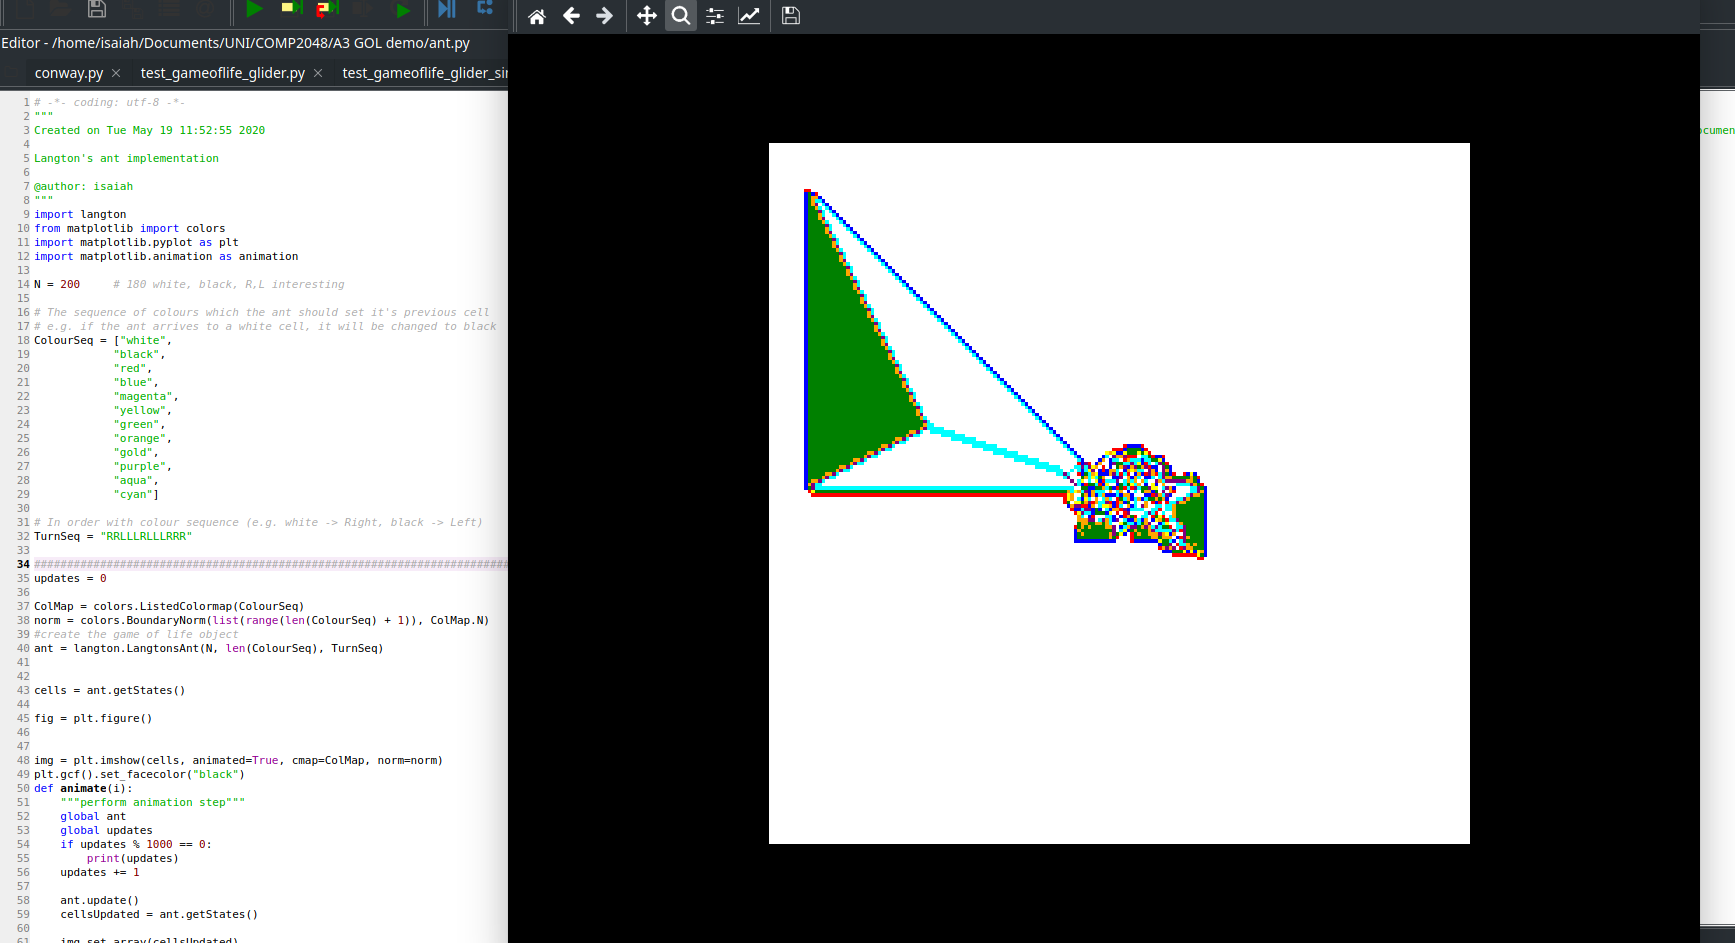 Editor - /home/isaiah/Documents/UNI/COMP2048/A3 GOL demo/ant.py
conway.py × test_gameoflife_glider.py × test_gameoflife_glider_si
1 # -*- coding: utf-8 -*-
2 """
3 Created on Tue May 19 11:52:55 2020
4
5 Langton's ant implementation
6
7 @author: isaiah
8 """
9 import langton
10 from matplotlib import colors
11 import matplotlib.pyplot as plt
12 import matplotlib.animation as animation
13
14 N = 200     # 180 white, black, R,L interesting
15
16 # The sequence of colours which the ant should set it's previous cell
17 # e.g. if the ant arrives to a white cell, it will be changed to black
18 ColourSeq = ["white",
19             "black",
20             "red",
21             "blue",
22             "magenta",
23             "yellow",
24             "green",
25             "orange",
26             "gold",
27             "purple",
28             "aqua",
29             "cyan"]
30
31 # In order with colour sequence (e.g. white -> Right, black -> Left)
32 TurnSeq = "RRLLLRLLLRRR"
33
34 ########################################################################
35 updates = 0
36
37 ColMap = colors.ListedColormap(ColourSeq)
38 norm = colors.BoundaryNorm(list(range(len(ColourSeq) + 1)), ColMap.N)
39 #create the game of life object
40 ant = langton.LangtonsAnt(N, len(ColourSeq), TurnSeq)
41
42
43 cells = ant.getStates()
44
45 fig = plt.figure()
46
47
48 img = plt.imshow(cells, animated=True, cmap=ColMap, norm=norm)
49 plt.gcf().set_facecolor("black")
50 def animate(i):
51     """perform animation step"""
52     global ant
53     global updates
54     if updates % 1000 == 0:
55         print(updates)
56     updates += 1
57
58     ant.update()
59     cellsUpdated = ant.getStates()
60
61     img.set_array(cellsUpdated)
ocumen